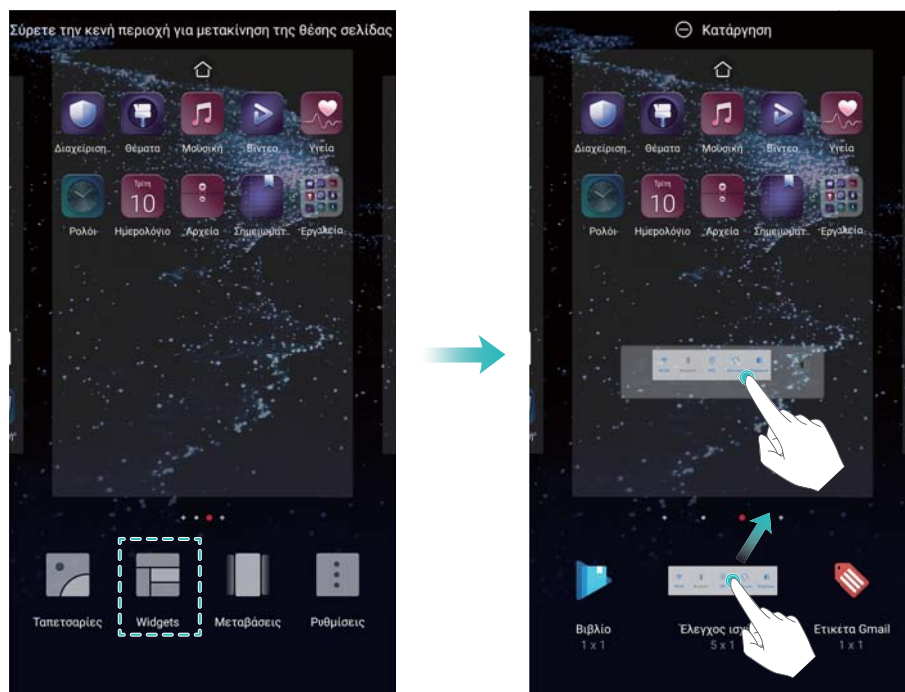 Σύρετε την κενή περιοχή για μετακίνηση της θέσης σελίδας
Διαχείριση..
Θέματα
Μουσική
Βίντεο
Υγεία
Τρίτη
10
Ρολόι
Ημερολόγιο
Αρχεία
Σημειωματ..
Εργαλεία
Ταπετσαρίες
Widgets
Μεταβάσεις
Ρυθμίσεις
Κατάργηση
Διαχείριση..
Θέματα
Μουσική
Βίντεο
Υγεία
Τρίτη
10
Ρολόι
Ημερολόγιο
Αρχεία
Σημειωματ..
Εργαλεία
Βιβλίο
1 x 1
Έλεγχος ισχ
5 x 1
Ετικέτα Gmail
1 x 1